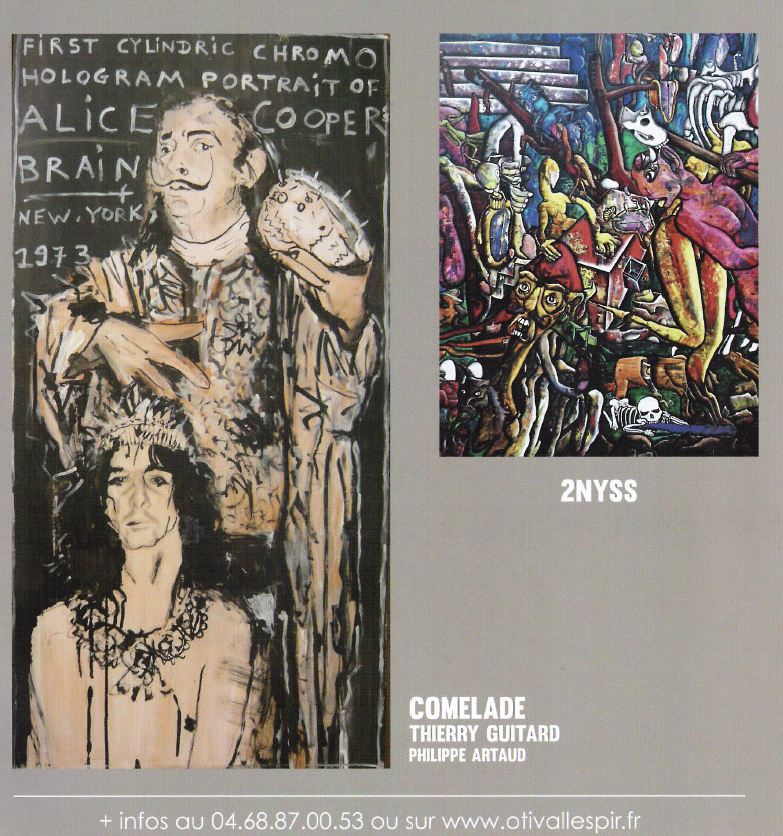 FiRST CYLiNDRiC CHROMO
HOLOGRAM PORTRAiT OF
ALiCE COOPER
BRAiN
NEW.YORK
1973
2NYSS
COMELADE
THIERRY GUITARD
PHILIPPE ARTAUD
+ infos au 04.68.87.00.53 ou sur www.otivallespir.fr